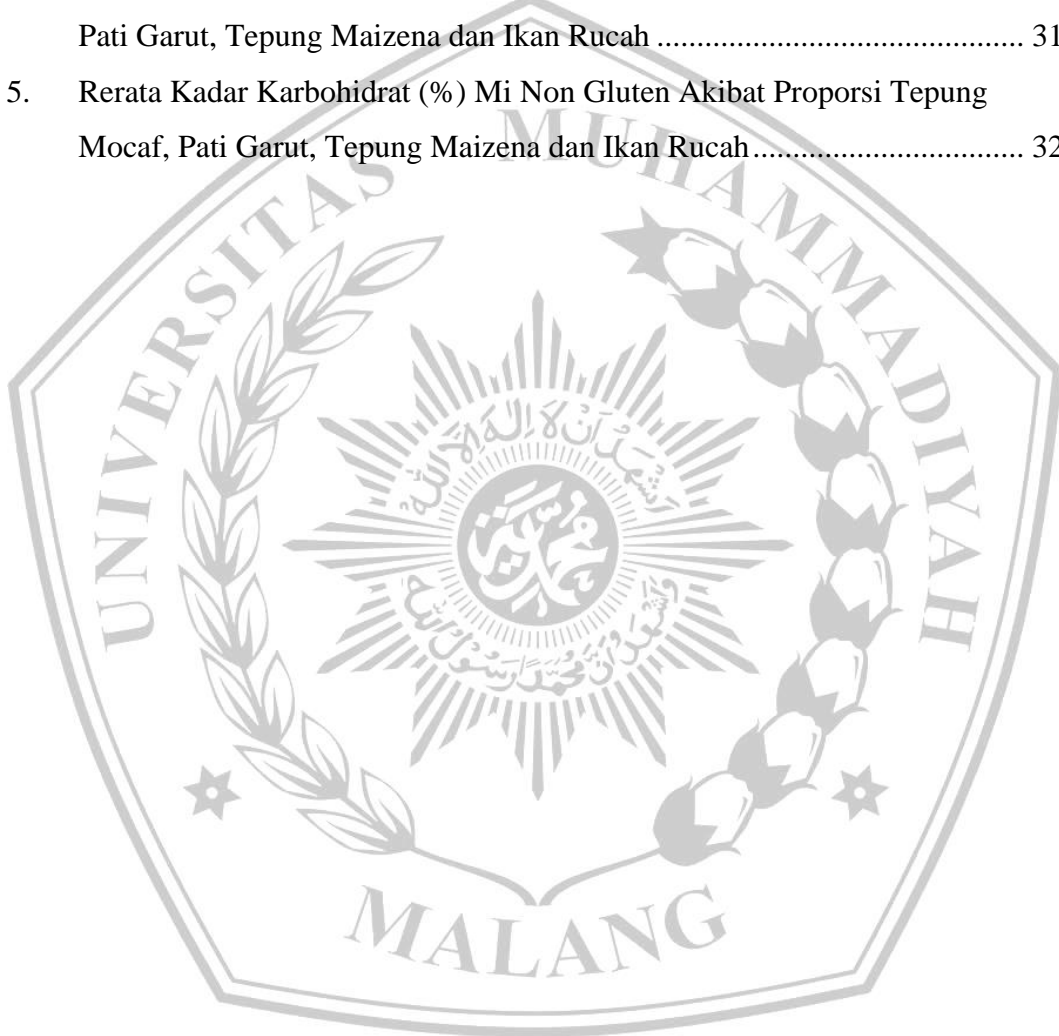 Pati Garut, Tepung Maizena dan Ikan Rucah ....................................... 31
5. Rerata Kadar Karbohidrat (%) Mi Non Gluten Akibat Proporsi Tepung
Mocaf, Pati Garut, Tepung Maizena dan Ikan Rucah ............................. 32
UNIVERSITAS MUHAMMADIYAH
MALANG